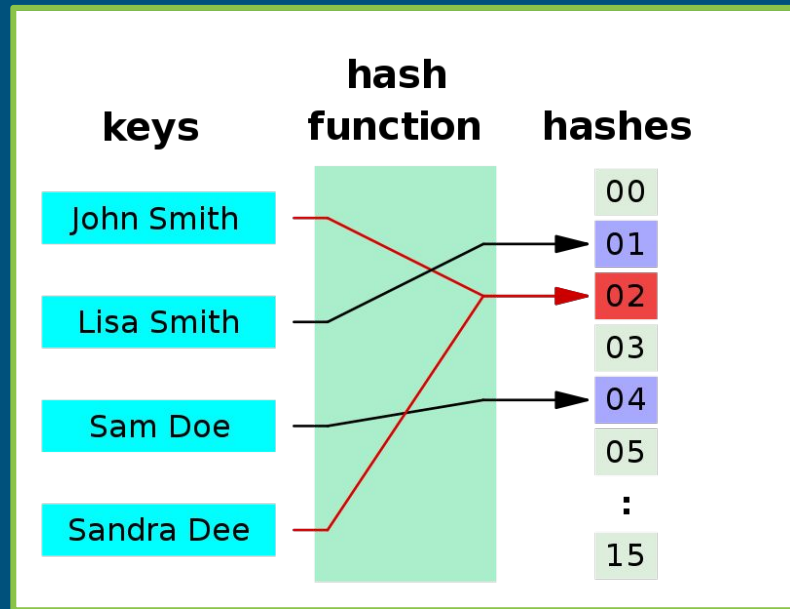 hash
keys
function
hashes
John Smith
Lisa Smith
Sam Doe
Sandra Dee
00
01
02
03
04
05
:
15